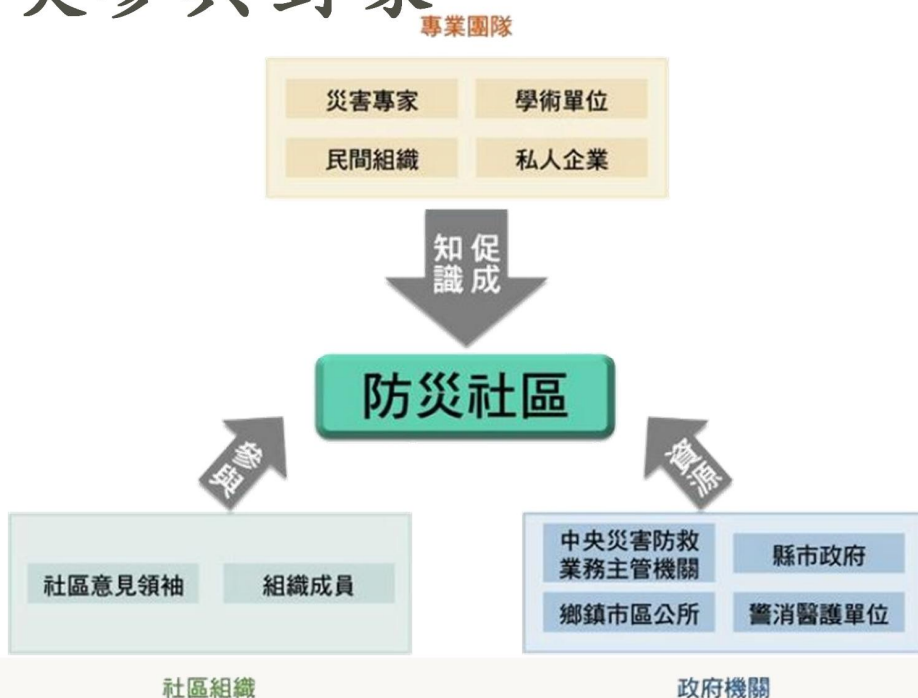 專業團隊
災害專家
學術單位
民間組織
私人企業
知識
促成
防災社區
參與
資源
社區意見領袖
組織成員
中央災害防救
業務主管機關
縣市政府
鄉鎮市區公所
警消醫護單位
社區組織
政府機關